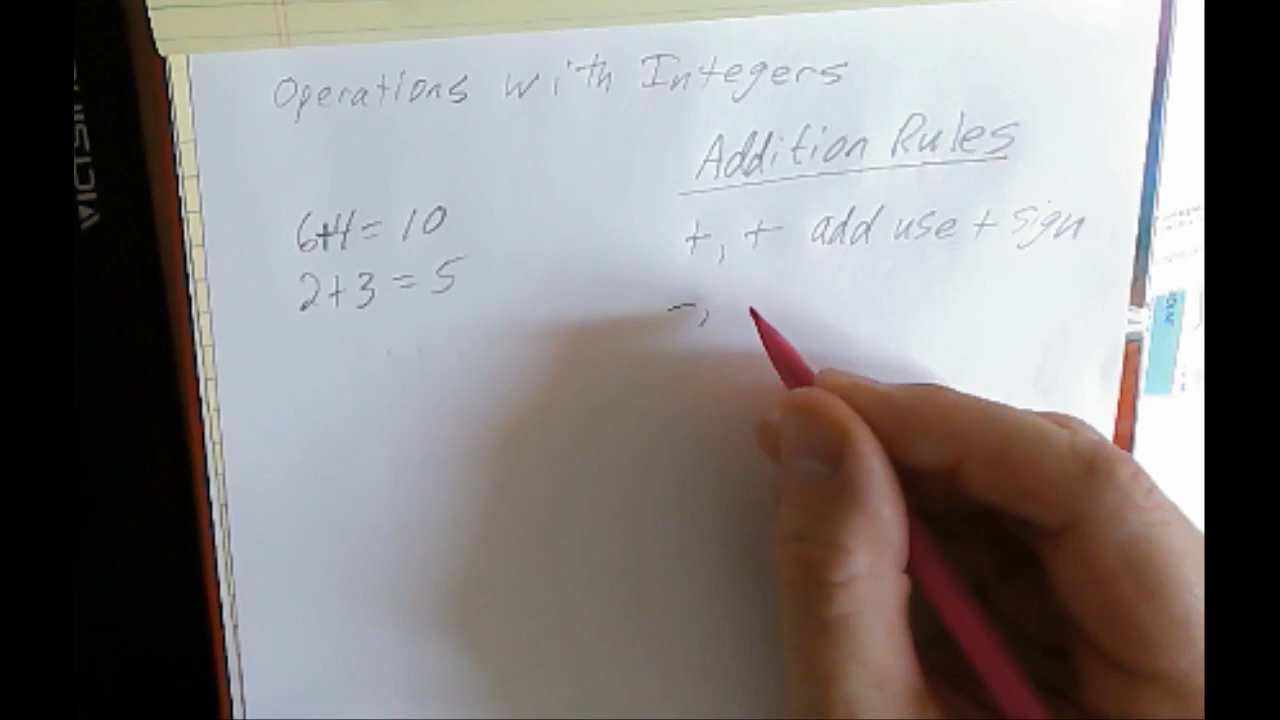 Operations with Integers
Addition Rules
6+4 = 10
2+3 = 5
+, + add use + sign
-,